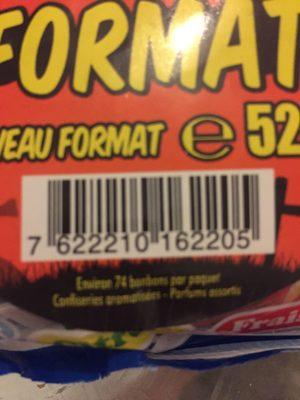 FORMAT
VEAU FORMAT e 52
7 622210 162205
Environ 74 bonbons par paquet
Confiseries aromatisées - Parfums assortis
Frai